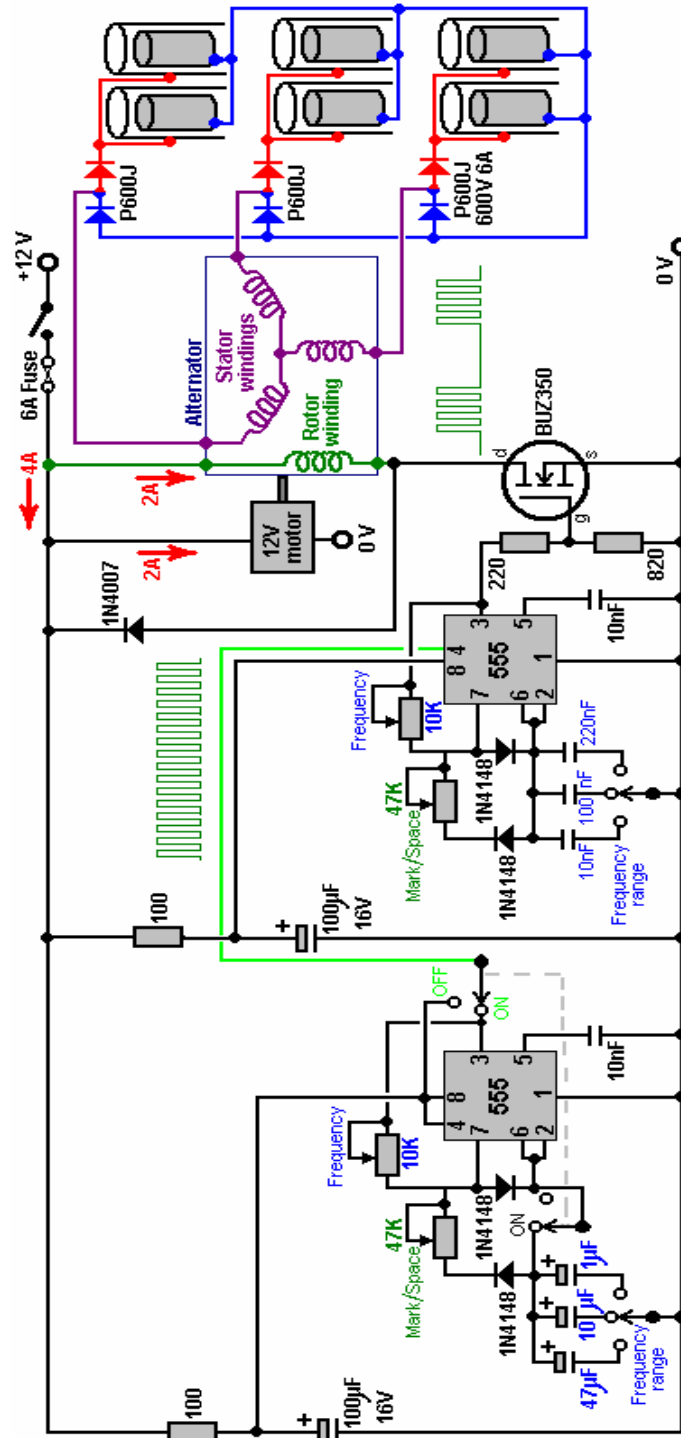 +12 V
6A Fuse
4A
2A
2A
Alternator
Stator
windings
Rotor
winding
12V
motor
0 V
P600J
P600J
P600J
600V 6A
1N4007
BUZ350
d
g
s
220
820
0 V
100
100µF
16V
+
Frequency
10K
47K
Mark/Space
1N4148
1N4148
555
8
4
7
3
6
2
5
1
10nF
10nF
100nF
220nF
Frequency
range
100
100µF
16V
+
Frequency
10K
47K
Mark/Space
1N4148
1N4148
555
4
8
7
3
6
2
5
1
10nF
OFF
ON
ON
+
+
+
47µF
10µF
1µF
Frequency
range